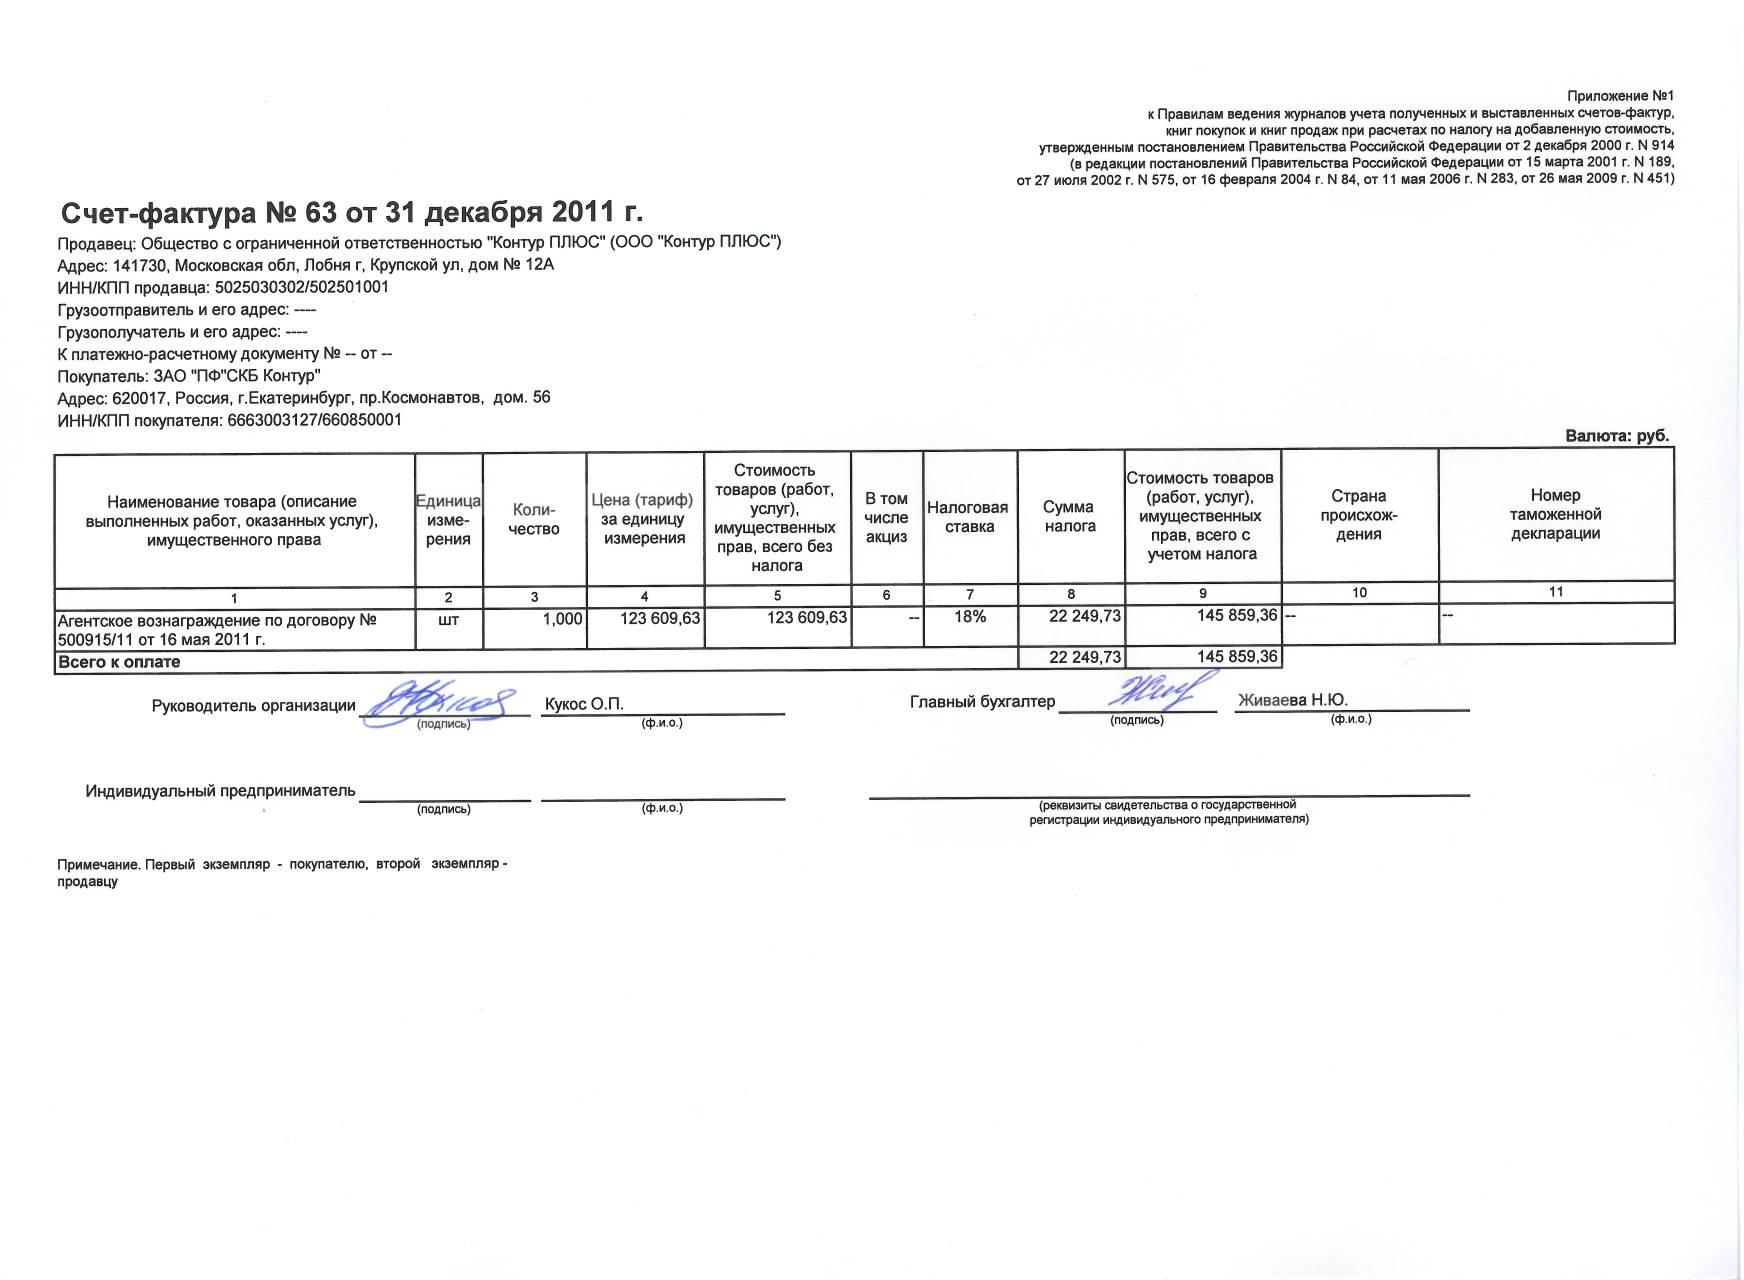 Приложение №1
к Правилам ведения журналов учета полученных и выставленных счетов-фактур,
книг покупок и книг продаж при расчетах по налогу на добавленную стоимость,
утвержденным постановлением Правительства Российской Федерации от 2 декабря 2000 г. N 914
(в редакции постановлений Правительства Российской Федерации от 15 марта 2001 г. N 189,
от 27 июля 2002 г. N 575, от 16 февраля 2004 г. N 84, от 11 мая 2006 г. N 283, от 26 мая 2009 г. N 451)
Счет-фактура № 63 от 31 декабря 2011 г.
Продавец: Общество с ограниченной ответственностью "Контур ПЛЮС" (ООО "Контур ПЛЮС")
Адрес: 141730, Московская обл, Лобня г, Крупской ул, дом № 12А
ИНН/КПП продавца: 5025030302/502501001
Грузоотправитель и его адрес: ----
Грузополучатель и его адрес: ----
К платежно-расчетному документу № -- от --
Покупатель: ЗАО "ПФ"СКБ Контур"
Адрес: 620017, Россия, г.Екатеринбург, пр.Космонавтов, дом. 56
ИНН/КПП покупателя: 6663003127/660850001
Валюта: руб.
Наименование товара (описание
выполненных работ, оказанных услуг),
имущественного права
Единица
изме-
рения
Коли-
чество
Цена (тариф)
за единицу
измерения
Стоимость
товаров (работ,
услуг),
имущественных
прав, всего без
налога
В том
числе
акциз
Налоговая
ставка
Сумма
налога
Стоимость товаров
(работ, услуг),
имущественных
прав, всего с
учетом налога
Страна
происхож-
дения
Номер
таможенной
декларации
1 2 3 4 5 6 7 8 9 10 11
Агентское вознаграждение по договору № шт 1,000 123 609,63 123 609,63 -- 18% 22 249,73 145 859,36 -- --
500915/11 от 16 мая 2011 г.
Всего к оплате 22 249,73 145 859,36
Руководитель организации Кукос О.П. Главный бухгалтер Живаева Н.Ю.
(подпись) (ф.и.о.) (подпись) (ф.и.о.)
Индивидуальный предприниматель
(подпись) (ф.и.о.) (реквизиты свидетельства о государственной
регистрации индивидуального предпринимателя)
Примечание. Первый экземпляр - покупателю, второй экземпляр -
продавцу